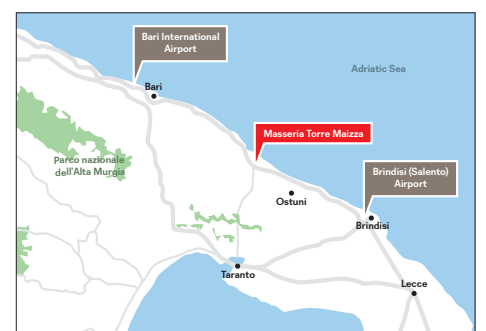 Bari International
Airport
Adriatic Sea
Bari
Masseria Torre Maizza
Parco nazionale
dell'Alta Murgia
Brindisi (Salento)
Airport
Ostuni
Brindisi
Taranto
Lecce